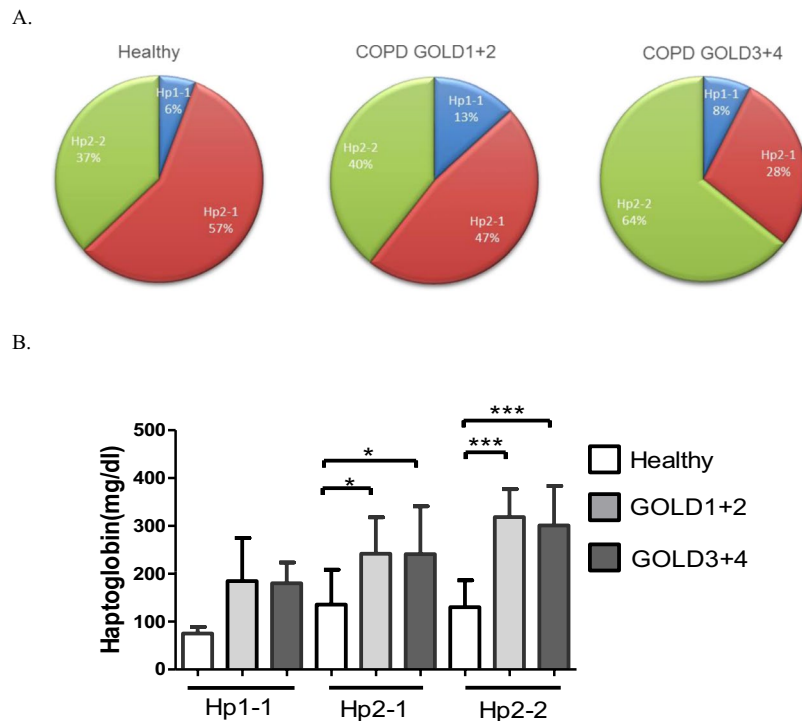 A.
Healthy
COPD GOLD1+2
COPD GOLD3+4
Hp1-1
6%
Hp2-1
57%
Hp2-2
37%
Hp1-1
13%
Hp2-1
47%
Hp2-2
40%
Hp1-1
8%
Hp2-1
28%
Hp2-2
64%
B.
Haptoglobin(mg/dl)
500
400
300
200
100
0
*
*
***
***
Hp1-1
Hp2-1
Hp2-2
Healthy
GOLD1+2
GOLD3+4